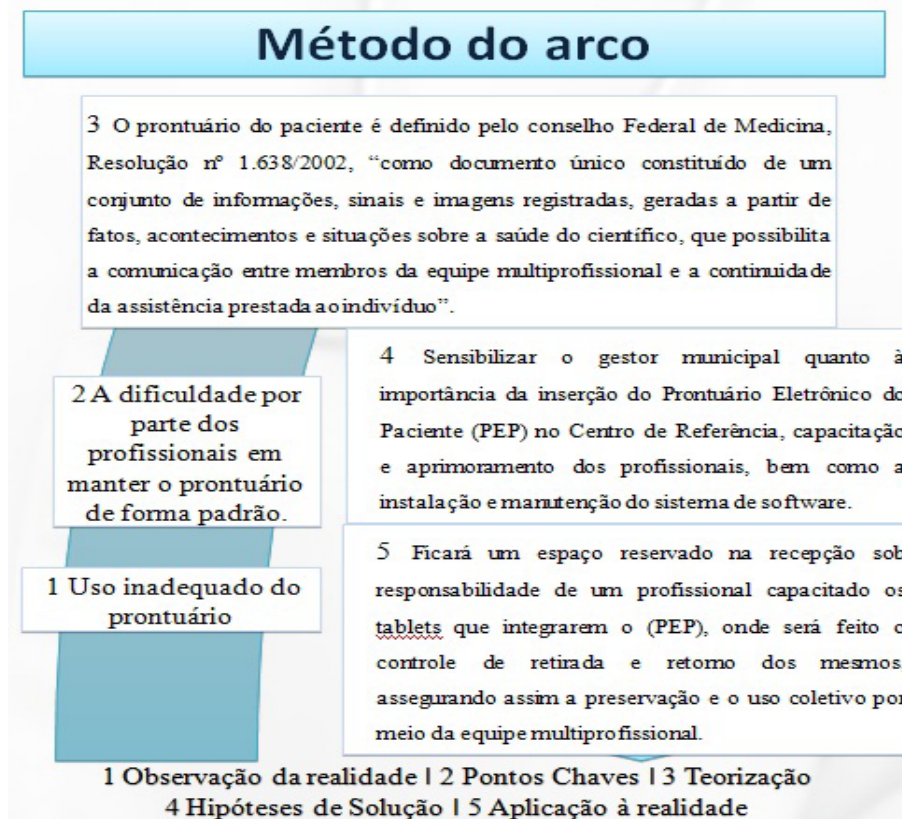 Método do arco
3 O prontuário do paciente é definido pelo conselho Federal de Medicina,
Resolução nº 1.638/2002, “como documento único constituído de um
conjunto de informações, sinais e imagens registradas, geradas a partir de
fatos, acontecimentos e situações sobre a saúde do científico, que possibilita
a comunicação entre membros da equipe multiprofissional e a continuidade
da assistência prestada ao indivíduo”.
2 A dificuldade por
parte dos
profissionais em
manter o prontuário
de forma padrão.
1 Uso inadequado do
prontuário
4 Sensibilizar o gestor municipal quanto à
importância da inserção do Prontuário Eletrônico do
Paciente (PEP) no Centro de Referência, capacitação
e aprimoramento dos profissionais, bem como a
instalação e manutenção do sistema de software.
5 Ficará um espaço reservado na recepção sob
responsabilidade de um profissional capacitado os
tablets que integrarem o (PEP), onde será feito o
controle de retirada e retorno dos mesmos,
assegurando assim a preservação e o uso coletivo por
meio da equipe multiprofissional.
1 Observação da realidade | 2 Pontos Chaves | 3 Teorização
4 Hipóteses de Solução | 5 Aplicação à realidade